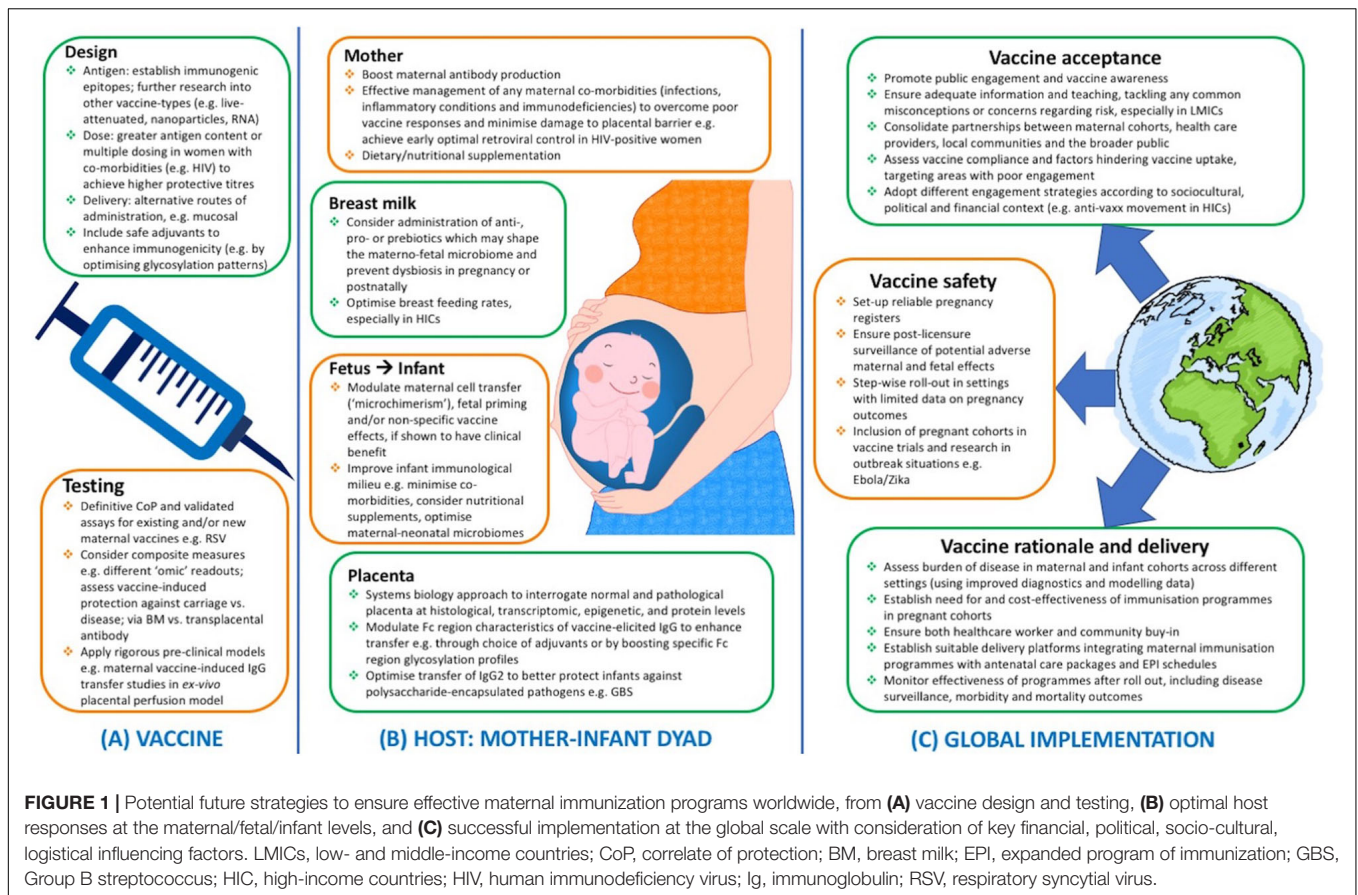 Design
❖ Antigen: establish immunogenic
epitopes; further research into
other vaccine-types (e.g. live-
attenuated, nanoparticles, RNA)
❖ Dose: greater antigen content or
multiple dosing in women with
co-morbidities (e.g. HIV) to
achieve higher protective titres
❖ Delivery: alternative routes of
administration, e.g. mucosal
❖ Include safe adjuvants to
enhance immunogenicity (e.g. by
optimising glycosylation patterns)
Testing
❖ Definitive CoP and validated
assays for existing and/or new
maternal vaccines e.g. RSV
❖ Consider composite measures
e.g. different ‘omic’ readouts;
assess vaccine-induced
protection against carriage vs.
disease; via BM vs. transplacental
antibody
❖ Apply rigorous pre-clinical models
e.g. maternal vaccine-induced IgG
transfer studies in ex-vivo
placental perfusion model
(A) VACCINE
Mother
❖ Boost maternal antibody production
❖ Effective management of any maternal co-morbidities (infections,
inflammatory conditions and immunodeficiencies) to overcome poor
vaccine responses and minimise damage to placental barrier e.g.
achieve early optimal retroviral control in HIV-positive women
❖ Dietary/nutritional supplementation
Breast milk
❖ Consider administration of anti-,
pro- or prebiotics which may shape
the materno-fetal microbiome and
prevent dysbiosis in pregnancy or
postnatally
❖ Optimise breast feeding rates,
especially in HICs
Fetus → Infant
❖ Modulate maternal cell transfer
(‘microchimerism’), fetal priming
and/or non-specific vaccine
effects, if shown to have clinical
benefit
❖ Improve infant immunological
milieu e.g. minimise co-
morbidities, consider nutritional
supplements, optimise
maternal-neonatal microbiomes
Placenta
❖ Systems biology approach to interrogate normal and pathological
placenta at histological, transcriptomic, epigenetic, and protein levels
❖ Modulate Fc region characteristics of vaccine-elicited IgG to enhance
transfer e.g. through choice of adjuvants or by boosting specific Fc
region glycosylation profiles
❖ Optimise transfer of IgG2 to better protect infants against
polysaccharide-encapsulated pathogens e.g. GBS
(B) HOST: MOTHER-INFANT DYAD
Vaccine acceptance
❖ Promote public engagement and vaccine awareness
❖ Ensure adequate information and teaching, tackling any common
misconceptions or concerns regarding risk, especially in LMICs
❖ Consolidate partnerships between maternal cohorts, health care
providers, local communities and the broader public
❖ Assess vaccine compliance and factors hindering vaccine uptake,
targeting areas with poor engagement
❖ Adopt different engagement strategies according to sociocultural,
political and financial context (e.g. anti-vaxx movement in HICs)
Vaccine safety
❖ Set-up reliable pregnancy
registers
❖ Ensure post-licensure
surveillance of potential adverse
maternal and fetal effects
❖ Step-wise roll-out in settings
with limited data on pregnancy
outcomes
❖ Inclusion of pregnant cohorts in
vaccine trials and research in
outbreak situations e.g.
Ebola/Zika
Vaccine rationale and delivery
❖ Assess burden of disease in maternal and infant cohorts across different
settings (using improved diagnostics and modelling data)
❖ Establish need for and cost-effectiveness of immunisation programmes
in pregnant cohorts
❖ Ensure both healthcare worker and community buy-in
❖ Establish suitable delivery platforms integrating maternal immunisation
programmes with antenatal care packages and EPI schedules
❖ Monitor effectiveness of programmes after roll out, including disease
surveillance, morbidity and mortality outcomes
(C) GLOBAL IMPLEMENTATION
FIGURE 1 | Potential future strategies to ensure effective maternal immunization programs worldwide, from (A) vaccine design and testing, (B) optimal host
responses at the maternal/fetal/infant levels, and (C) successful implementation at the global scale with consideration of key financial, political, socio-cultural,
logistical influencing factors. LMICs, low- and middle-income countries; CoP, correlate of protection; BM, breast milk; EPI, expanded program of immunization; GBS,
Group B streptococcus; HIC, high-income countries; HIV, human immunodeficiency virus; Ig, immunoglobulin; RSV, respiratory syncytial virus.